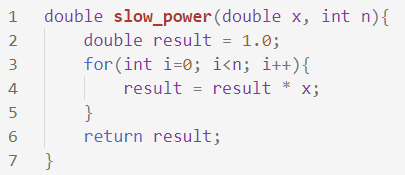 1 double slow_power(double x, int n){
2     double result = 1.0;
3     for(int i=0; i<n; i++){
4         result = result * x;
5     }
6     return result;
7 }